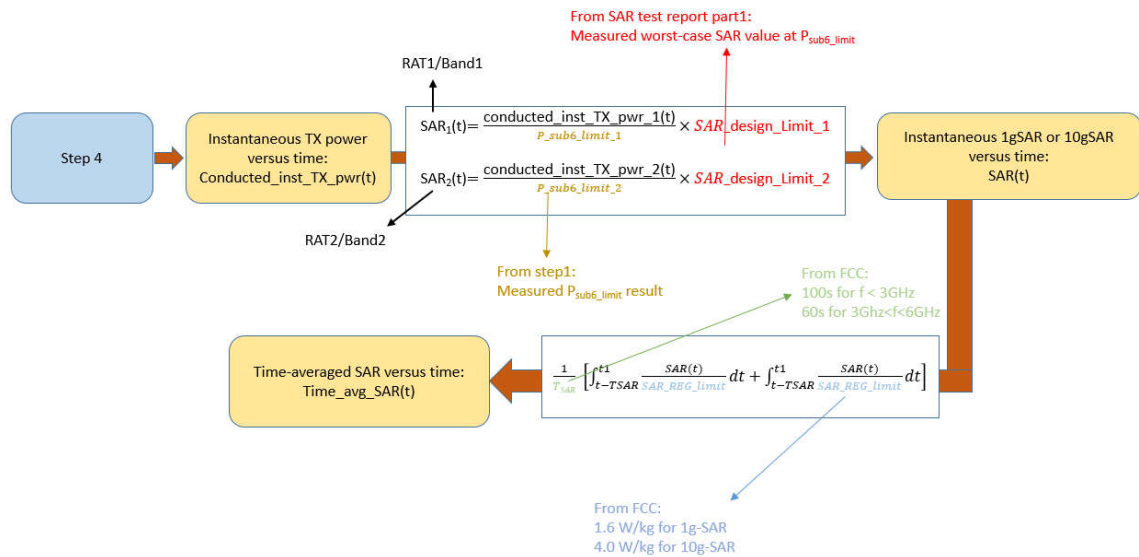 From SAR test report part1:
Measured worst-case SAR value at P_sub6_limit
RAT1/Band1
Step 4
Instantaneous TX power
versus time:
Conducted_inst_TX_pwr(t)
SAR₁(t)= conducted_inst_TX_pwr_1(t) / P_sub6_limit_1 × SAR_design_Limit_1
SAR₂(t)= conducted_inst_TX_pwr_2(t) / P_sub6_limit_2 × SAR_design_Limit_2
Instantaneous 1gSAR or 10gSAR
versus time:
SAR(t)
RAT2/Band2
From step1:
Measured P_sub6_limit result
From FCC:
100s for f < 3GHz
60s for 3Ghz<f<6GHz
Time-averaged SAR versus time:
Time_avg_SAR(t)
1/T_SAR [∫_{t−TSAR}^{t1} SAR(t)/SAR_REG_limit dt + ∫_{t−TSAR}^{t1} SAR(t)/SAR_REG_limit dt]
From FCC:
1.6 W/kg for 1g-SAR
4.0 W/kg for 10g-SAR